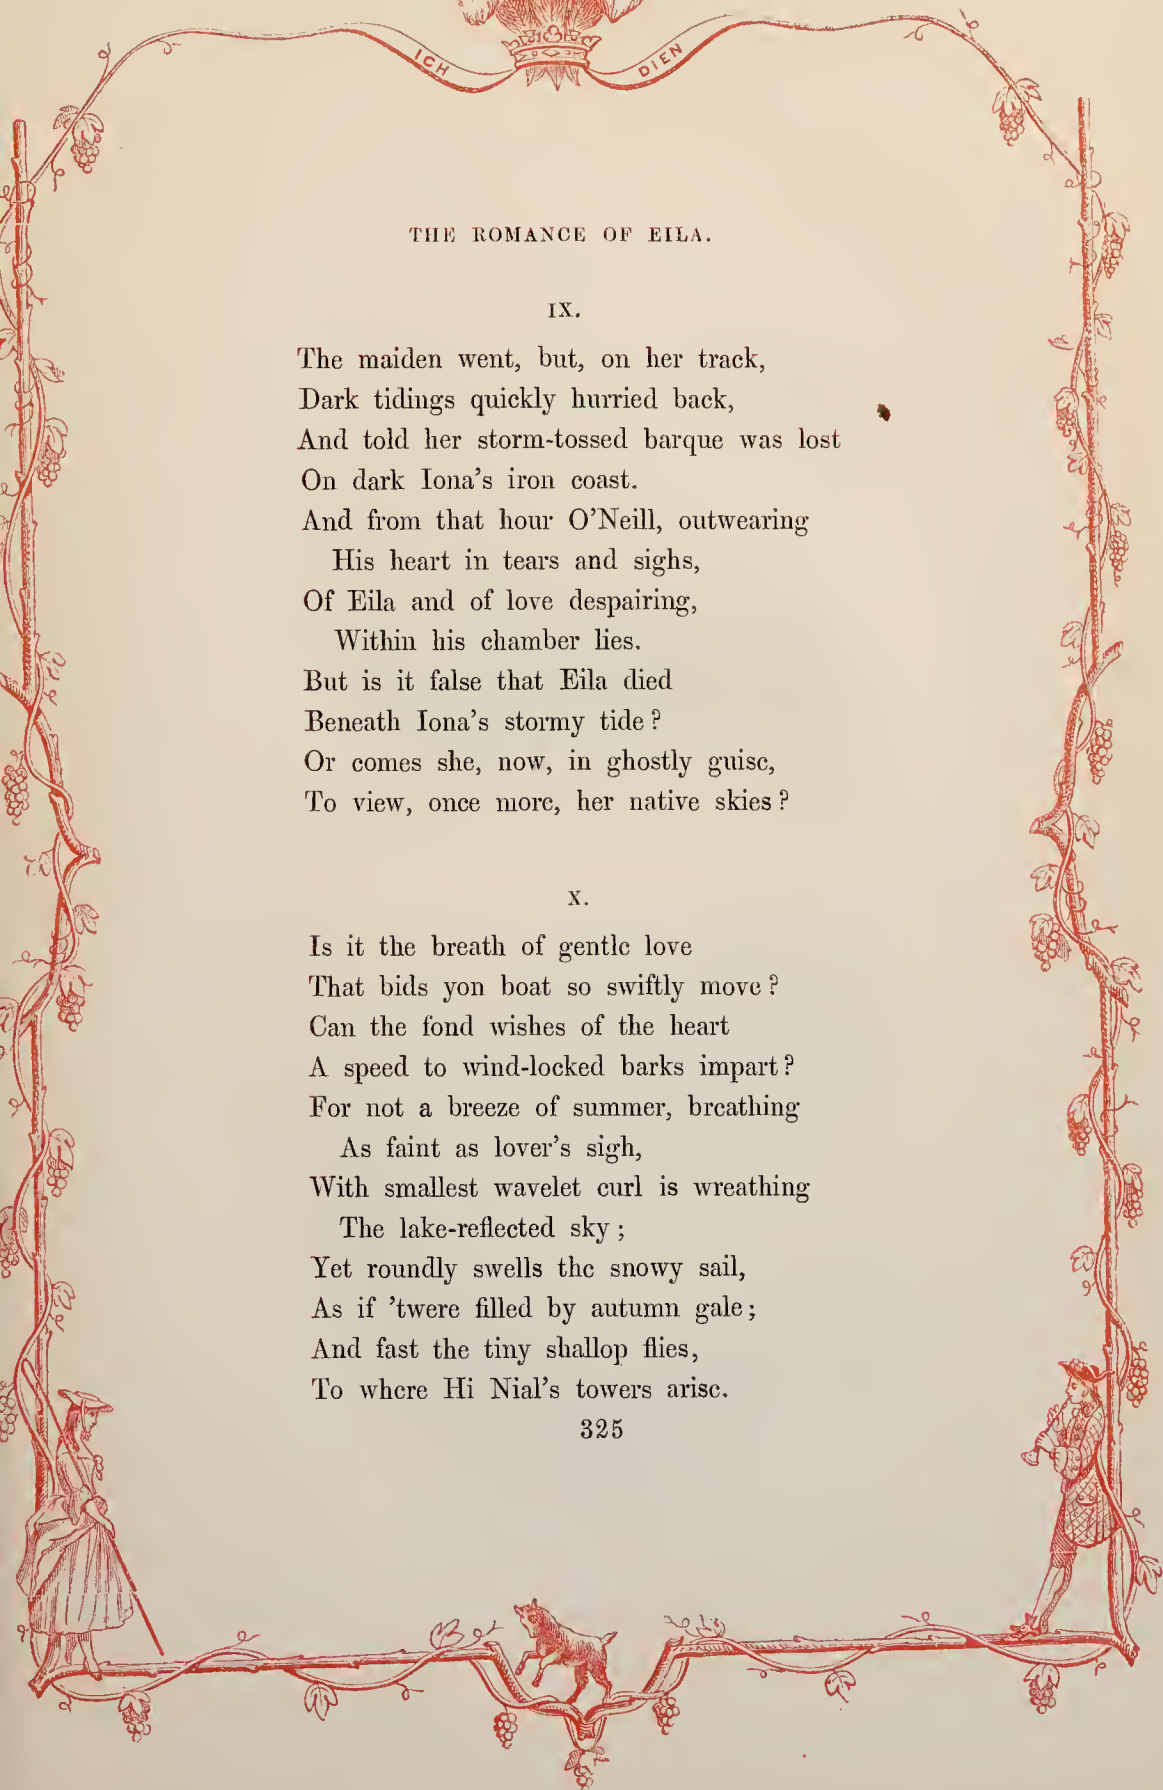 ICH DIEN
THE ROMANCE OF EILA.
IX.
The maiden went, but, on her track,
Dark tidings quickly hurried back,
And told her storm-tossed barque was lost
On dark Iona's iron coast.
And from that hour O'Neill, outwearing
His heart in tears and sighs,
Of Eila and of love despairing,
Within his chamber lies.
But is it false that Eila died
Beneath Iona's stormy tide?
Or comes she, now, in ghostly guise,
To view, once more, her native skies?
X.
Is it the breath of gentle love
That bids yon boat so swiftly move?
Can the fond wishes of the heart
A speed to wind-locked barks impart?
For not a breeze of summer, breathing
As faint as lover's sigh,
With smallest wavelet curl is wreathing
The lake-reflected sky;
Yet roundly swells the snowy sail,
As if 'twere filled by autumn gale;
And fast the tiny shallop flies,
To where Hi Nial's towers arise.
325